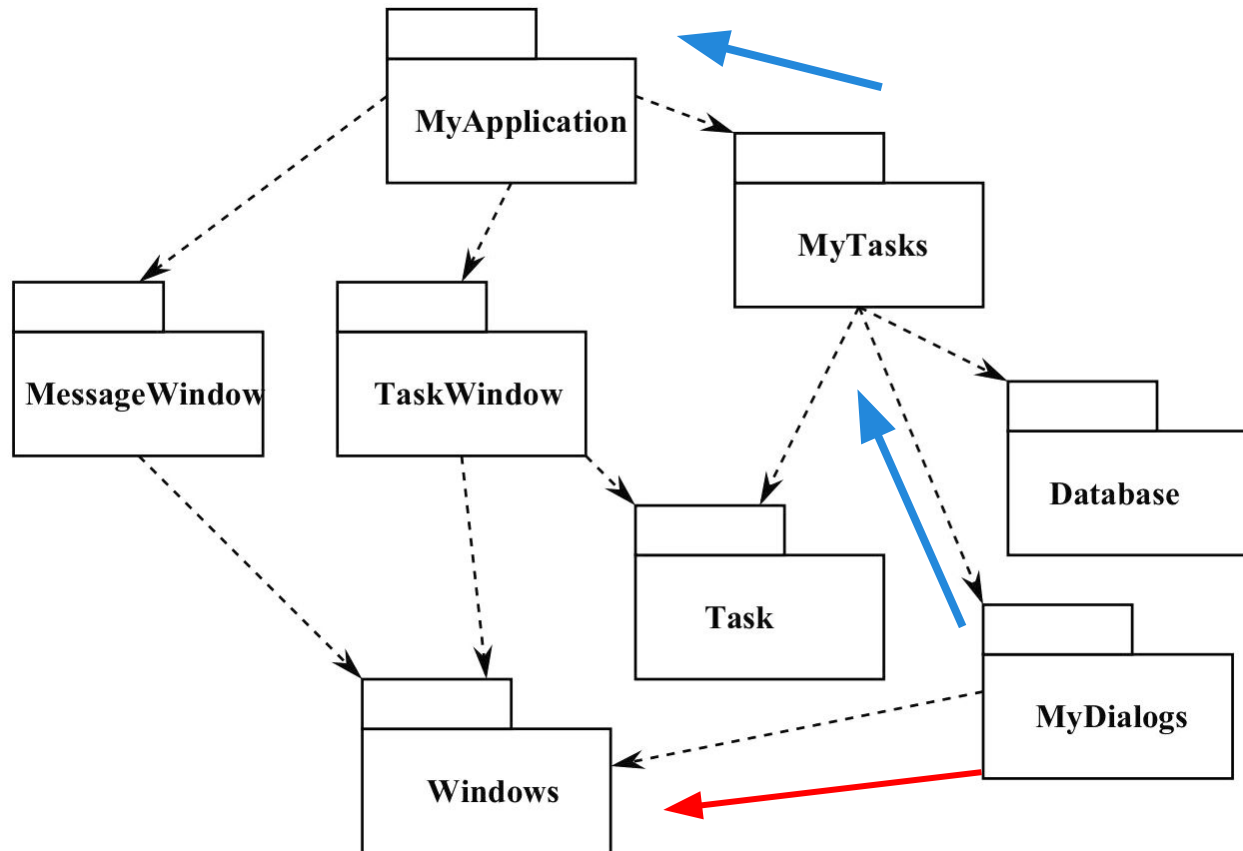 MyApplication
MyTasks
MessageWindow
TaskWindow
Database
Task
MyDialogs
Windows